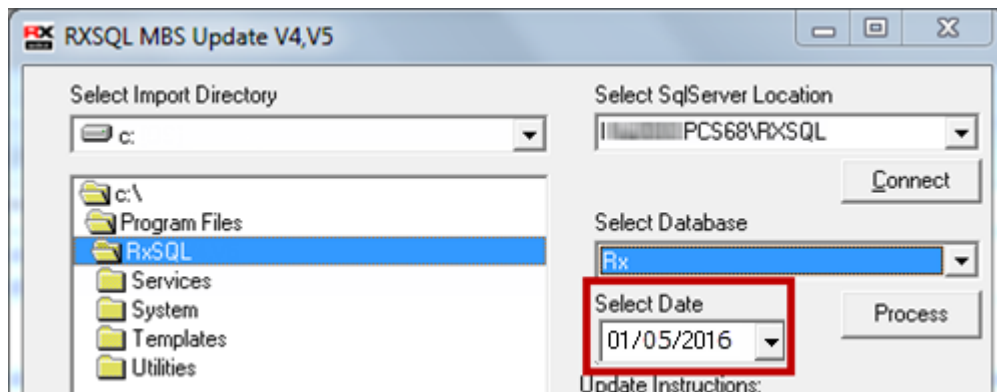 RX RXSQL MBS Update V4,V5
Select Import Directory
c:
c:\
Program Files
RxSQL
Services
System
Templates
Utilities
Select SqlServer Location
PCS68\RXSQL
Connect
Select Database
Rx
Select Date
01/05/2016
Process
Update Instructions: